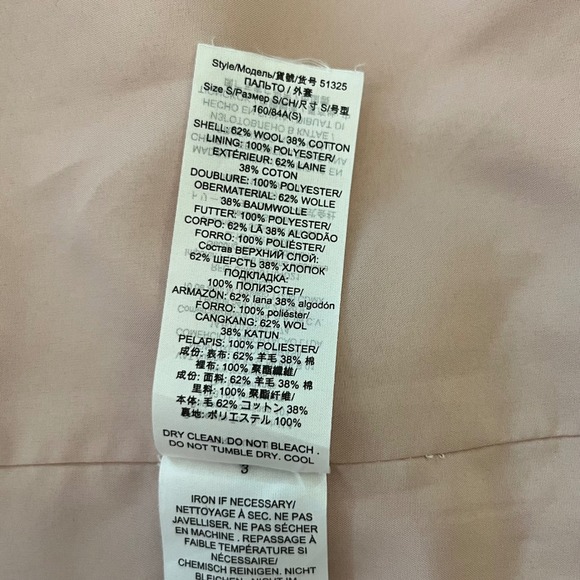 Style/Модель/貨號/货号 51325
ПАЛЬТО / 外套
Size S/Размер S/CH/尺寸 S/号型
160/84A(S)
SHELL: 62% WOOL 38% COTTON
LINING: 100% POLYESTER/
EXTÉRIEUR: 62% LAINE
38% COTON
DOUBLURE: 100% POLYESTER/
OBERMATERIAL: 62% WOLLE
38% BAUMWOLLE
FUTTER: 100% POLYESTER/
CORPO: 62% LÃ 38% ALGODÃO
FORRO: 100% POLIÉSTER/
Состав ВЕРХНИЙ СЛОЙ:
62% ШЕРСТЬ 38% ХЛОПОК
ПОДКЛАДКА:
100% ПОЛИЭСТЕР/
ARMAZÓN: 62% lana 38% algodón
FORRO: 100% poliéster/
CANGKANG: 62% WOL
38% KATUN
PELAPIS: 100% POLYESTER/
成份: 表布: 62% 羊毛 38% 棉
裡布: 100% 聚酯纖維/
成份: 面料: 62% 羊毛 38% 棉
里料: 100% 聚酯纤维/
本体: 毛 62% コットン 38%
裏地: ポリエステル 100%
DRY CLEAN. DO NOT BLEACH .
DO NOT TUMBLE DRY. COOL
3
IRON IF NECESSARY/
NETTOYAGE À SEC. NE PAS
JAVELLISER. NE PAS SÉCHER
EN MACHINE . REPASSAGE À
FAIBLE TEMPÉRATURE SI
NÉCESSAIRE/
CHEMISCH REINIGEN. NICHT